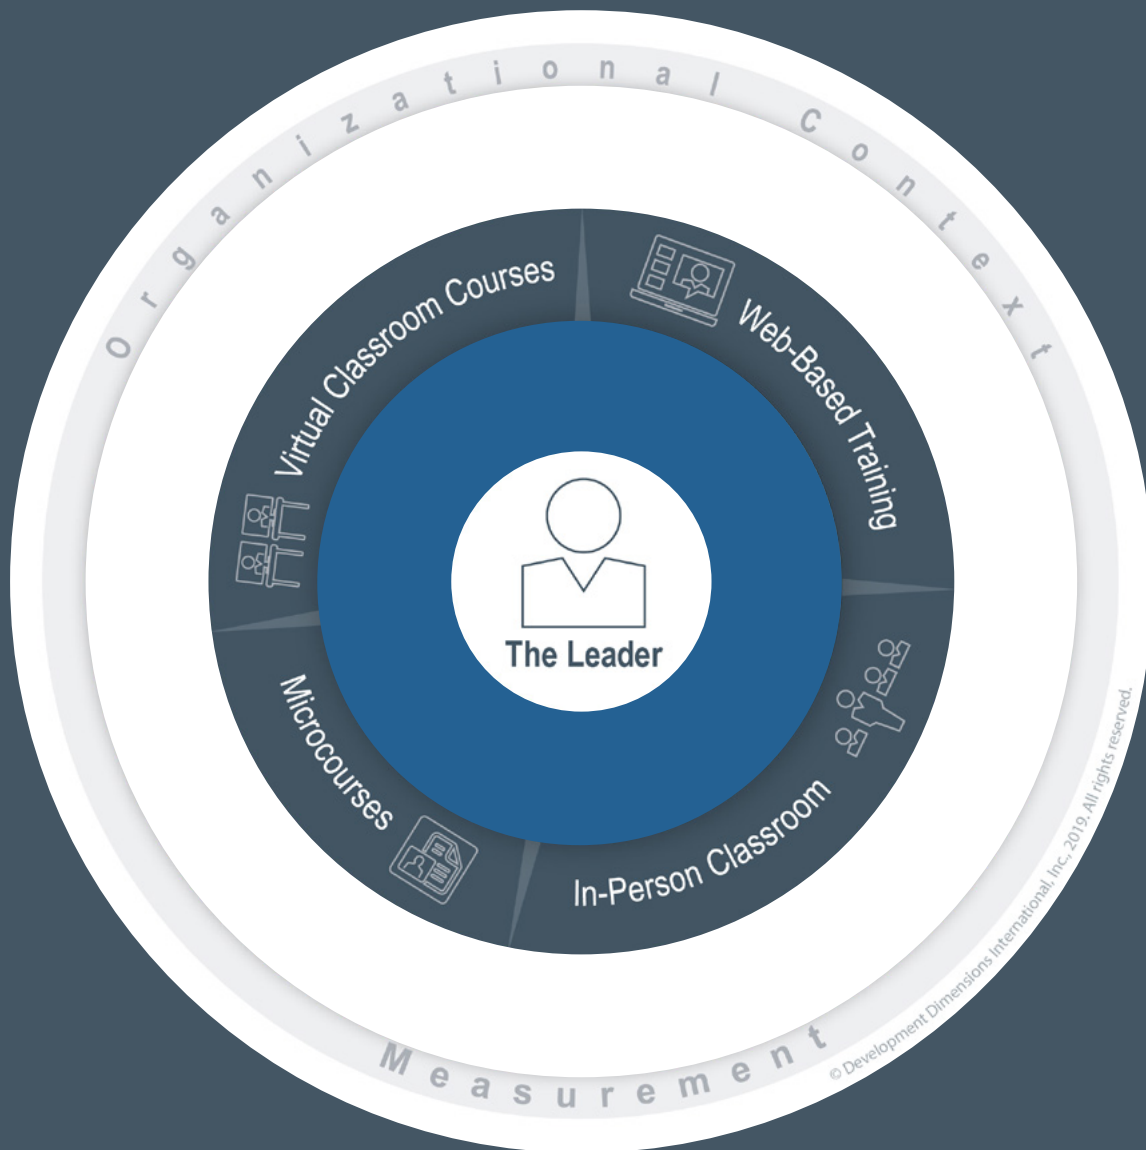 Organizational Context
Virtual Classroom Courses
Web-Based Training
The Leader
Microcourses
In-Person Classroom
Measurement
© Development Dimensions International, Inc., 2019. All rights reserved.